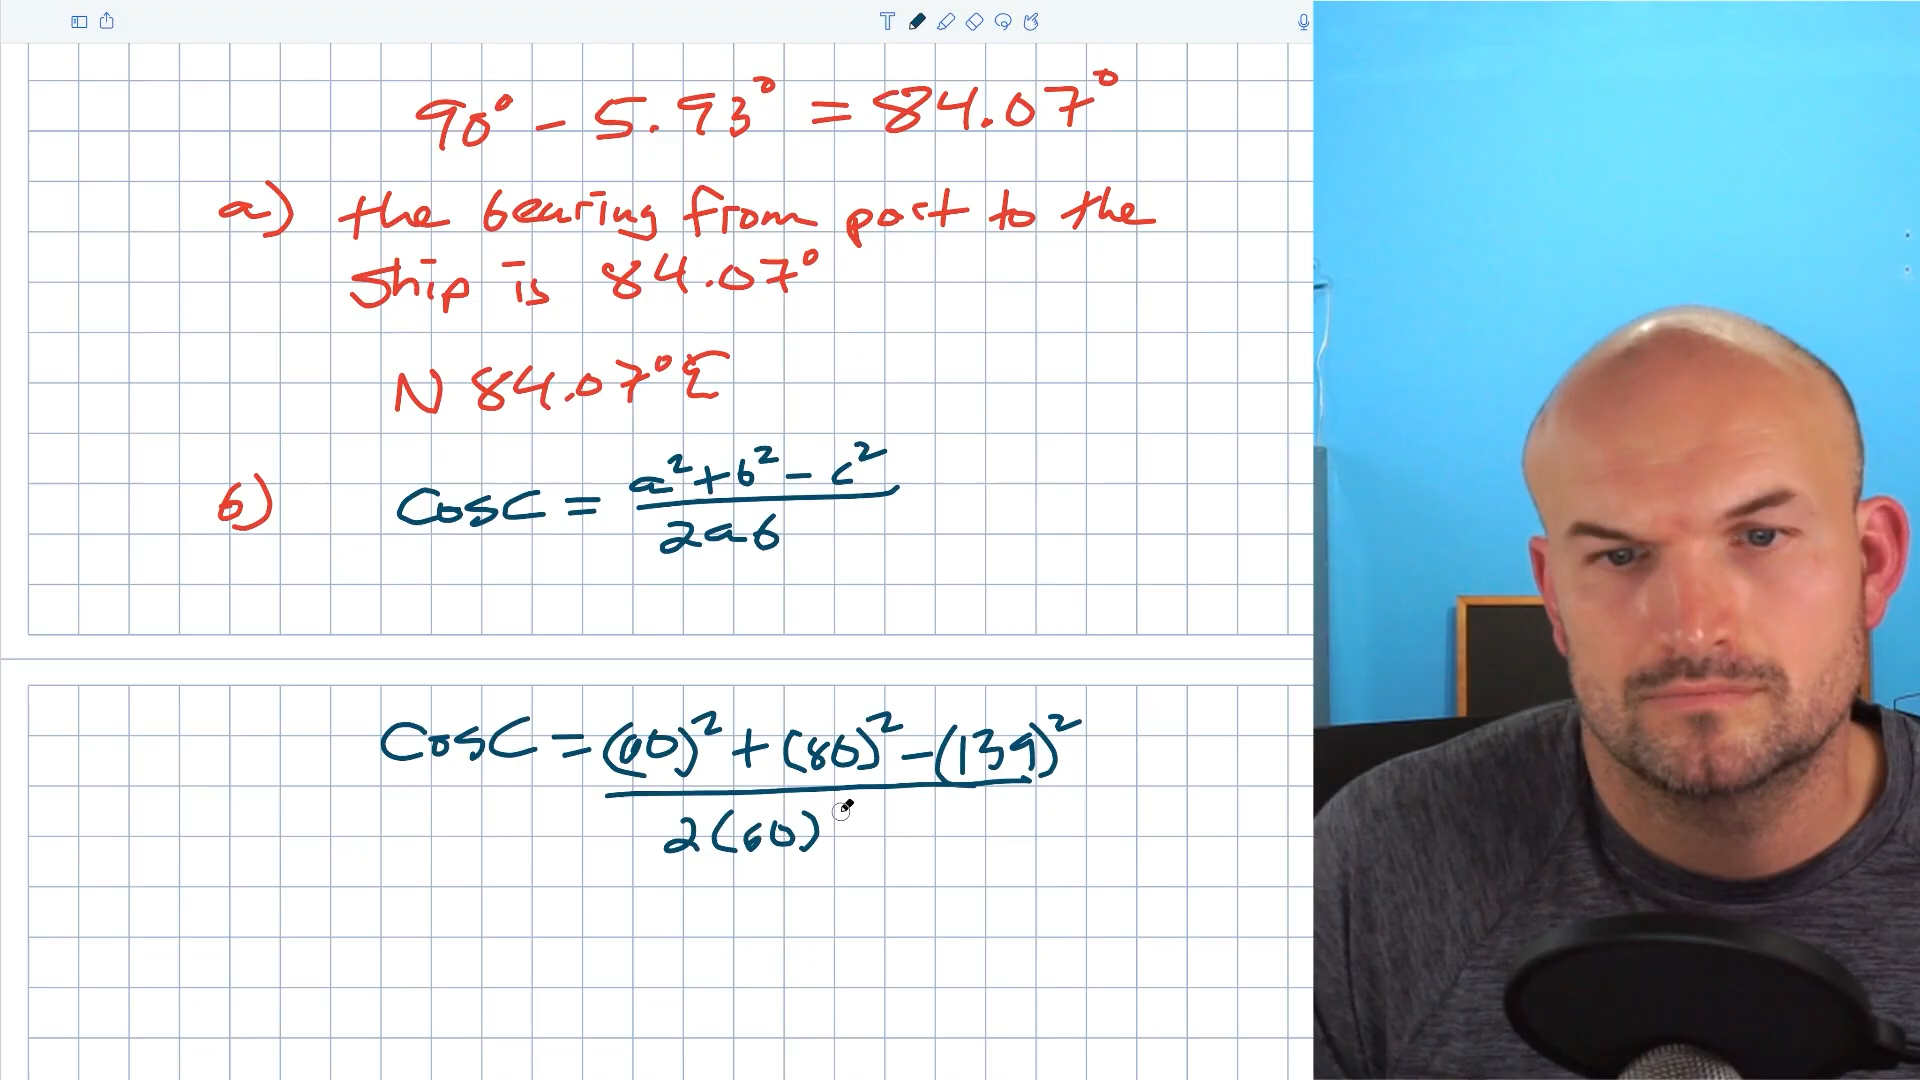 90° - 5.93° = 84.07°
a) the bearing from port to the
ship is 84.07°
N 84.07° E
b) CosC = a² + b² - c² / 2ab
CosC = (60)² + (80)² - (139)² / 2(60)